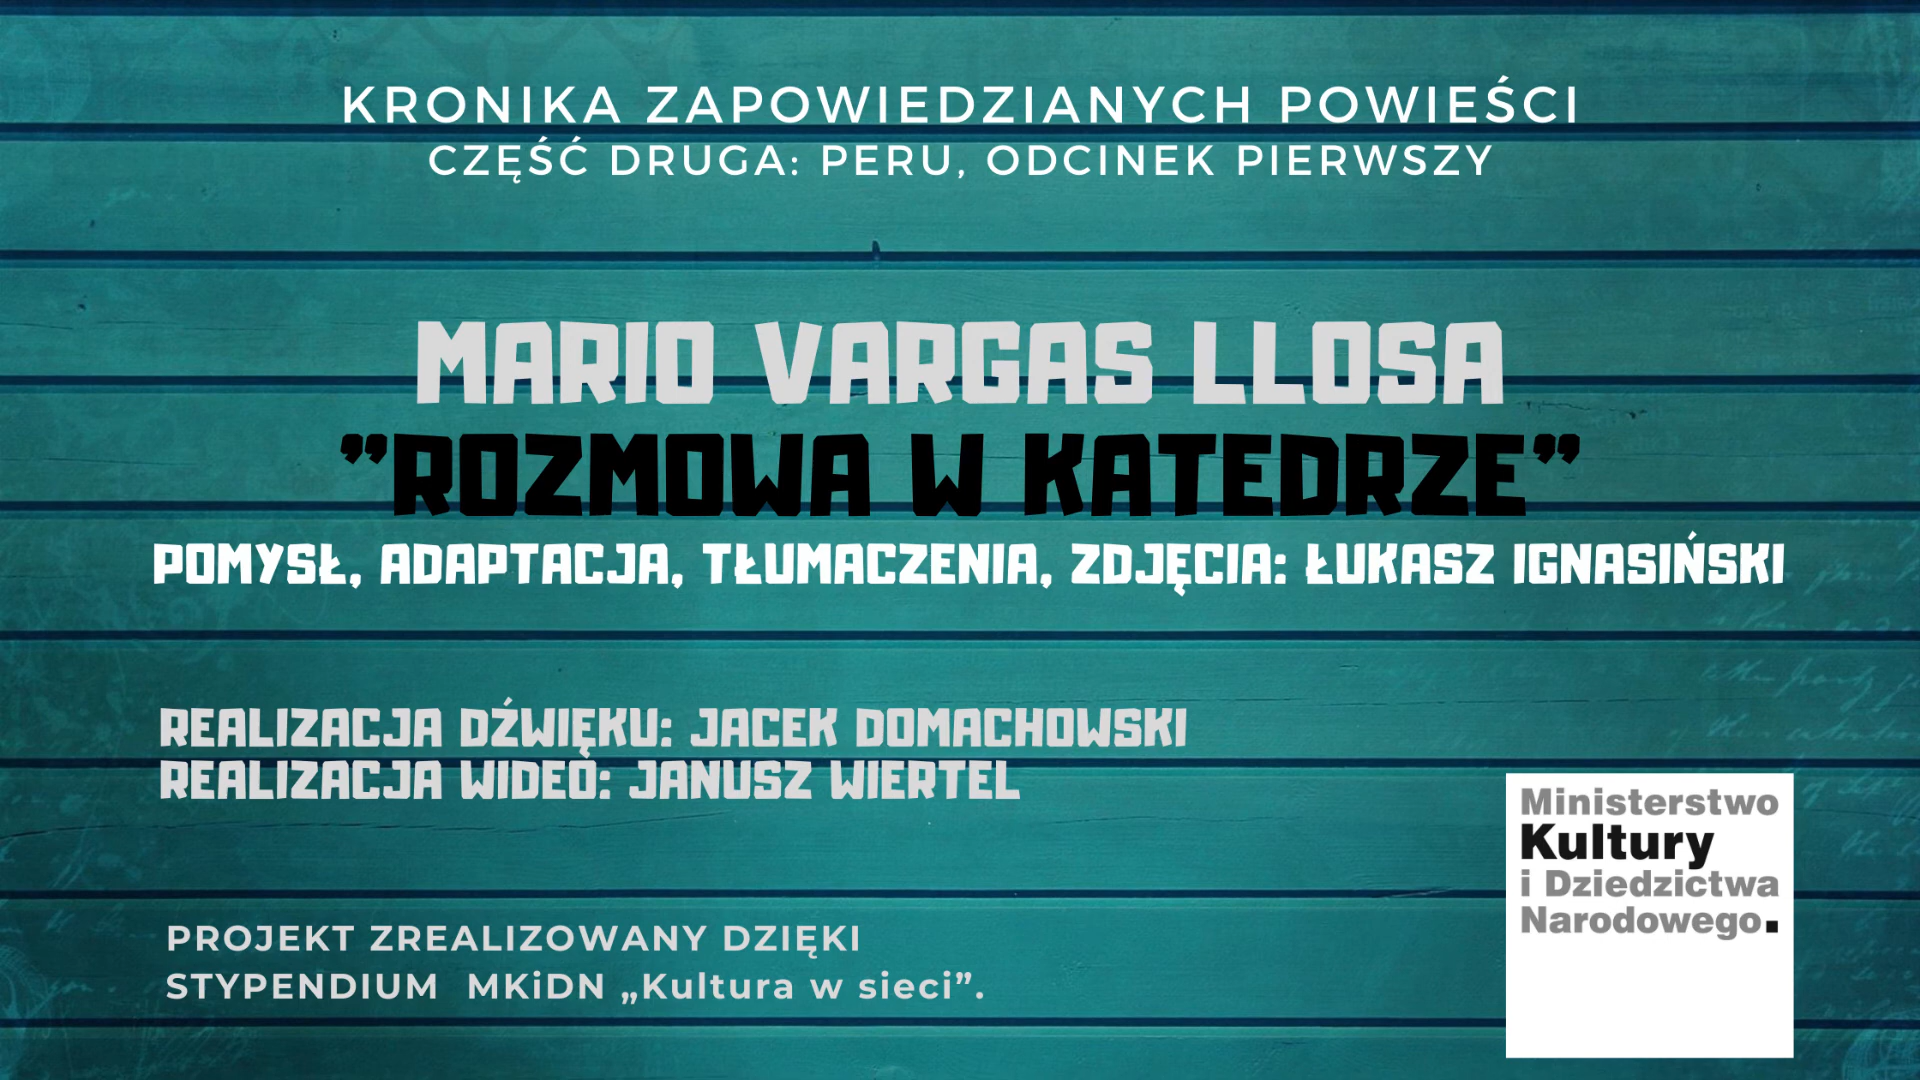 KRONIKA ZAPOWIEDZIANYCH POWIEŚCI
CZĘŚĆ DRUGA: PERU, ODCINEK PIERWSZY
MARIO VARGAS LLOSA
"ROZMOWA W KATEDRZE"
POMYSŁ, ADAPTACJA, TŁUMACZENIA, ZDJĘCIA: ŁUKASZ IGNASIŃSKI
REALIZACJA DŹWIĘKU: JACEK DOMACHOWSKI
REALIZACJA WIDEO: JANUSZ WIERTEL
PROJEKT ZREALIZOWANY DZIĘKI
STYPENDIUM MKiDN „Kultura w sieci”.
Ministerstwo
Kultury
i Dziedzictwa
Narodowego.